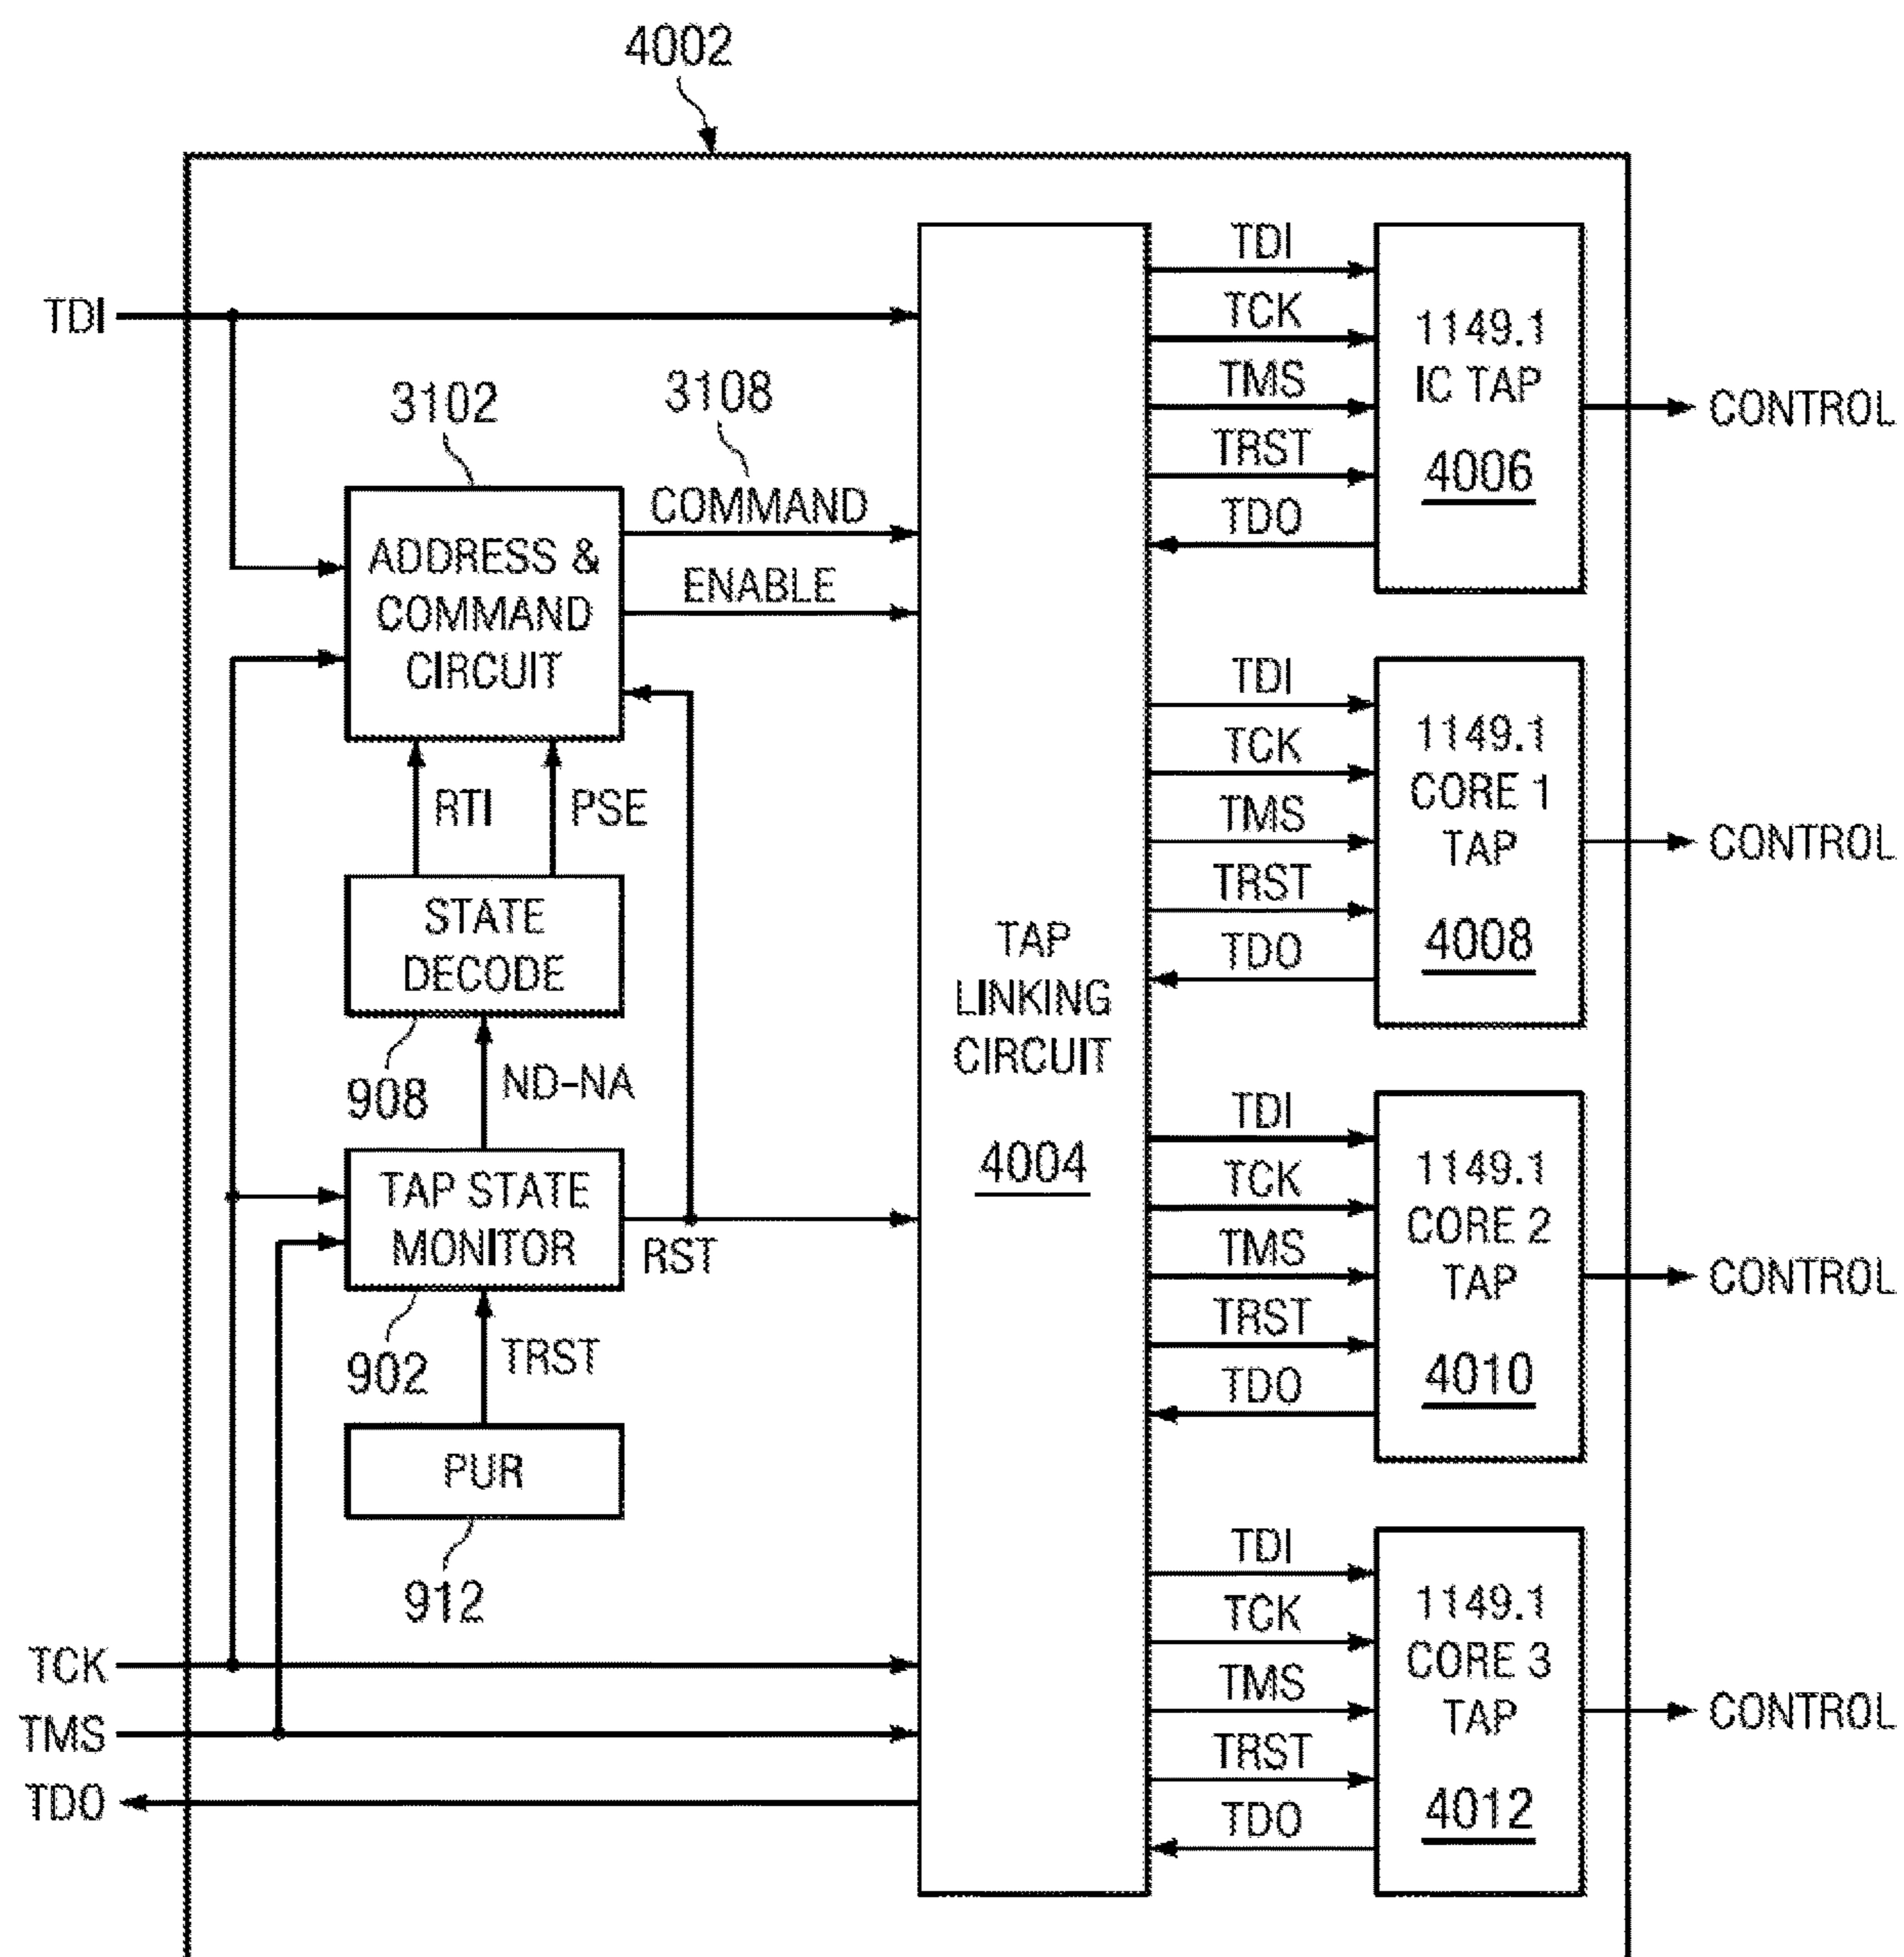 4002
TDI
3102
3108
ADDRESS &
COMMAND
CIRCUIT
COMMAND
ENABLE
RTI
PSE
STATE
DECODE
908
ND-NA
TAP STATE
MONITOR
RST
902
TRST
PUR
912
TCK
TMS
TDO
TAP
LINKING
CIRCUIT
4004
TDI
TCK
TMS
TRST
TDO
1149.1
IC TAP
4006
CONTROL
TDI
TCK
TMS
TRST
TDO
1149.1
CORE 1
TAP
4008
CONTROL
TDI
TCK
TMS
TRST
TDO
1149.1
CORE 2
TAP
4010
CONTROL
TDI
TCK
TMS
TRST
TDO
1149.1
CORE 3
TAP
4012
CONTROL